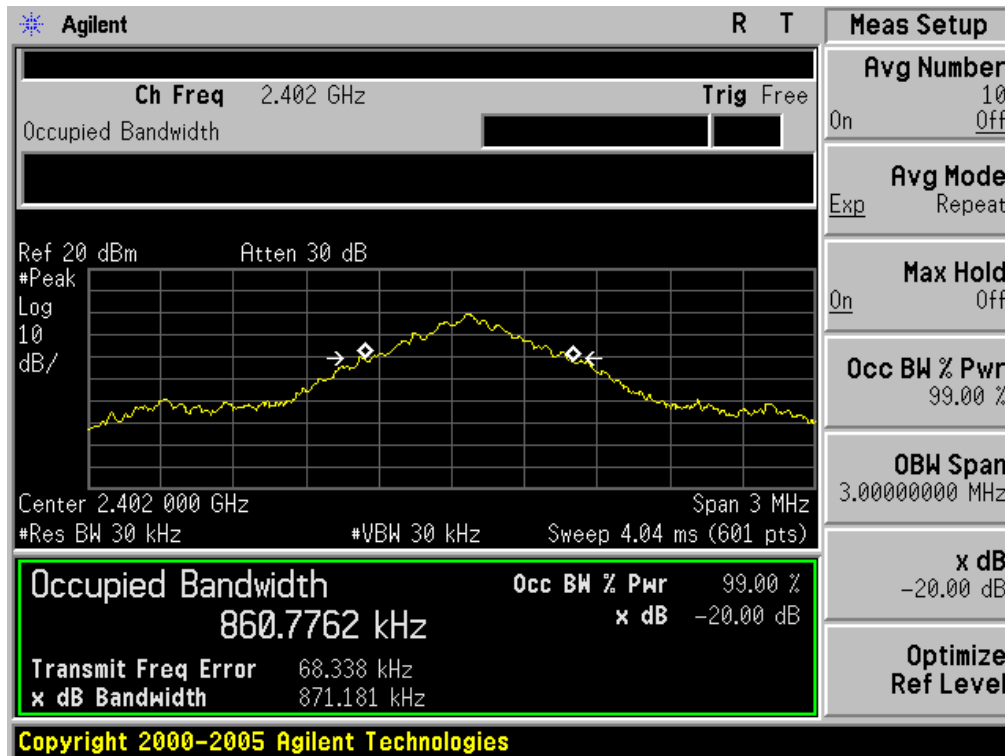 Agilent R T
Ch Freq 2.402 GHz Trig Free
Occupied Bandwidth
Ref 20 dBm Atten 30 dB
#Peak
Log
10
dB/
Center 2.402 000 GHz Span 3 MHz
#Res BW 30 kHz #VBW 30 kHz Sweep 4.04 ms (601 pts)
Occupied Bandwidth Occ BW % Pwr 99.00 %
860.7762 kHz x dB -20.00 dB
Transmit Freq Error 68.338 kHz
x dB Bandwidth 871.181 kHz
Copyright 2000-2005 Agilent Technologies
Meas Setup
Avg Number
10
On Off
Avg Mode
Exp Repeat
Max Hold
On Off
Occ BW % Pwr
99.00 %
OBW Span
3.00000000 MHz
x dB
-20.00 dB
Optimize
Ref Level